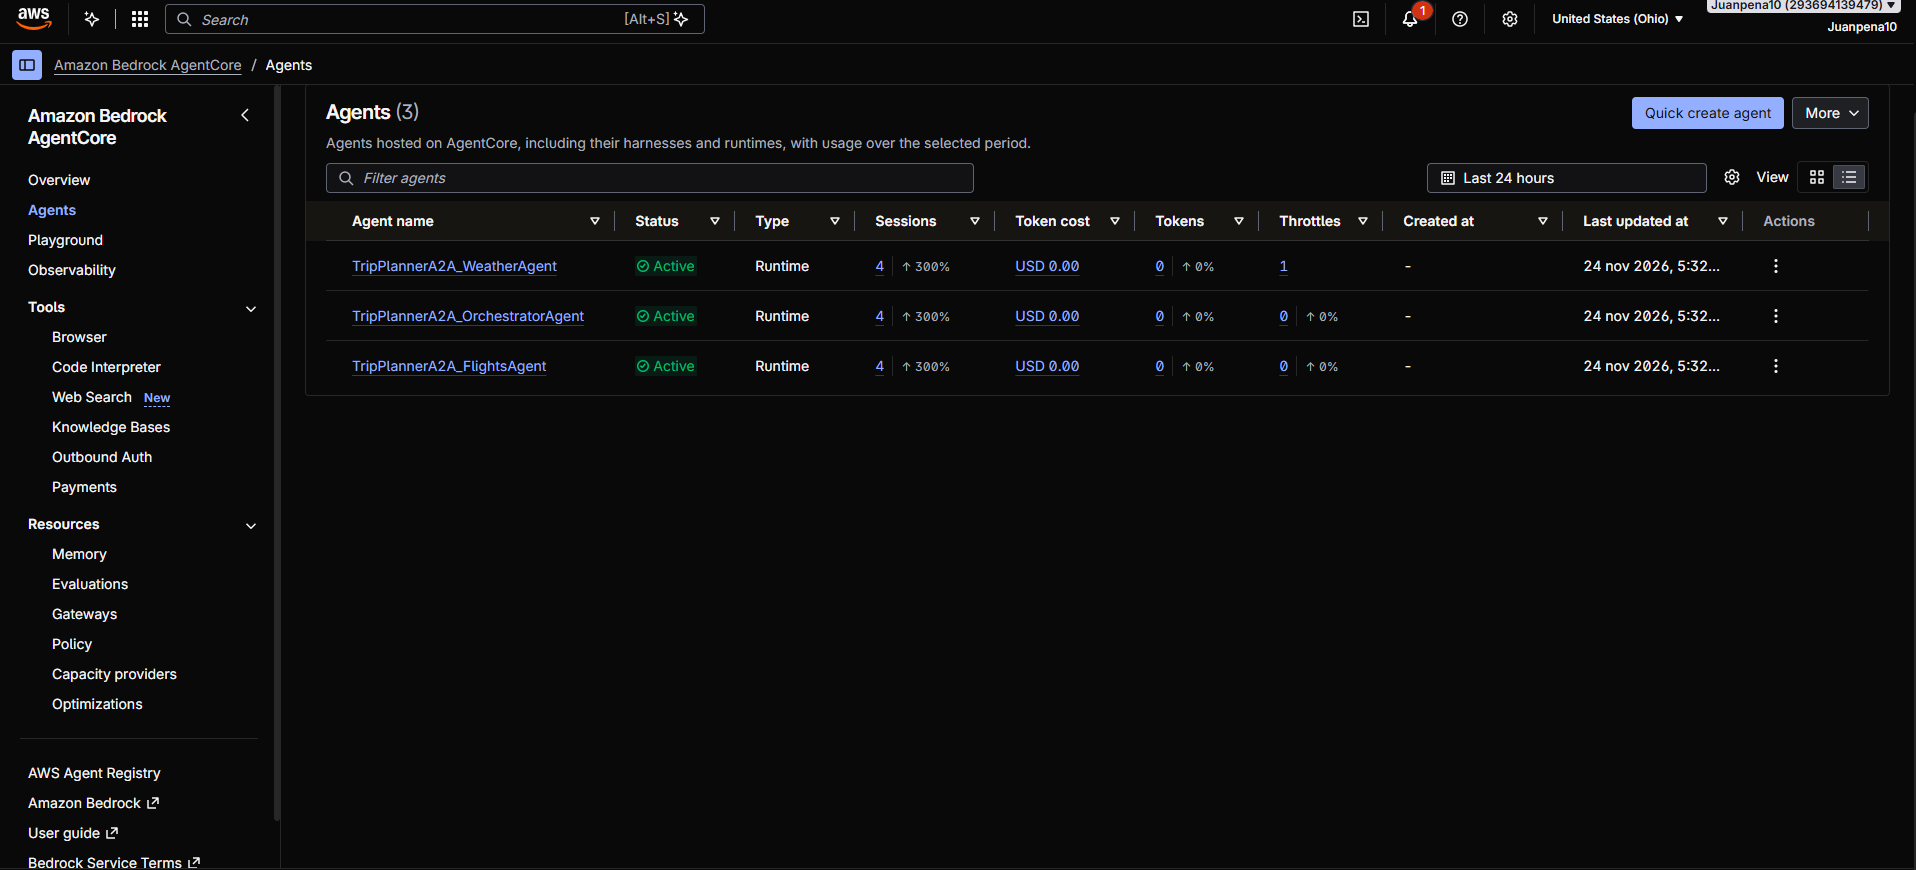 aws
Search [Alt+S]
1
United States (Ohio)
Juanpena10 (293694139479)
Juanpena10
Amazon Bedrock AgentCore / Agents
Amazon Bedrock
AgentCore
Overview
Agents
Playground
Observability
Tools
Browser
Code Interpreter
Web Search New
Knowledge Bases
Outbound Auth
Payments
Resources
Memory
Evaluations
Gateways
Policy
Capacity providers
Optimizations
AWS Agent Registry
Amazon Bedrock
User guide
Bedrock Service Terms
Agents (3)
Quick create agent
More
Agents hosted on AgentCore, including their harnesses and runtimes, with usage over the selected period.
Filter agents
Last 24 hours
View
Agent name Status Type Sessions Token cost Tokens Throttles Created at Last updated at Actions
TripPlannerA2A_WeatherAgent Active Runtime 4 ↑ 300% USD 0.00 0 ↑ 0% 1 - 24 nov 2026, 5:32...
TripPlannerA2A_OrchestratorAgent Active Runtime 4 ↑ 300% USD 0.00 0 ↑ 0% 0 ↑ 0% - 24 nov 2026, 5:32...
TripPlannerA2A_FlightsAgent Active Runtime 4 ↑ 300% USD 0.00 0 ↑ 0% 0 ↑ 0% - 24 nov 2026, 5:32...